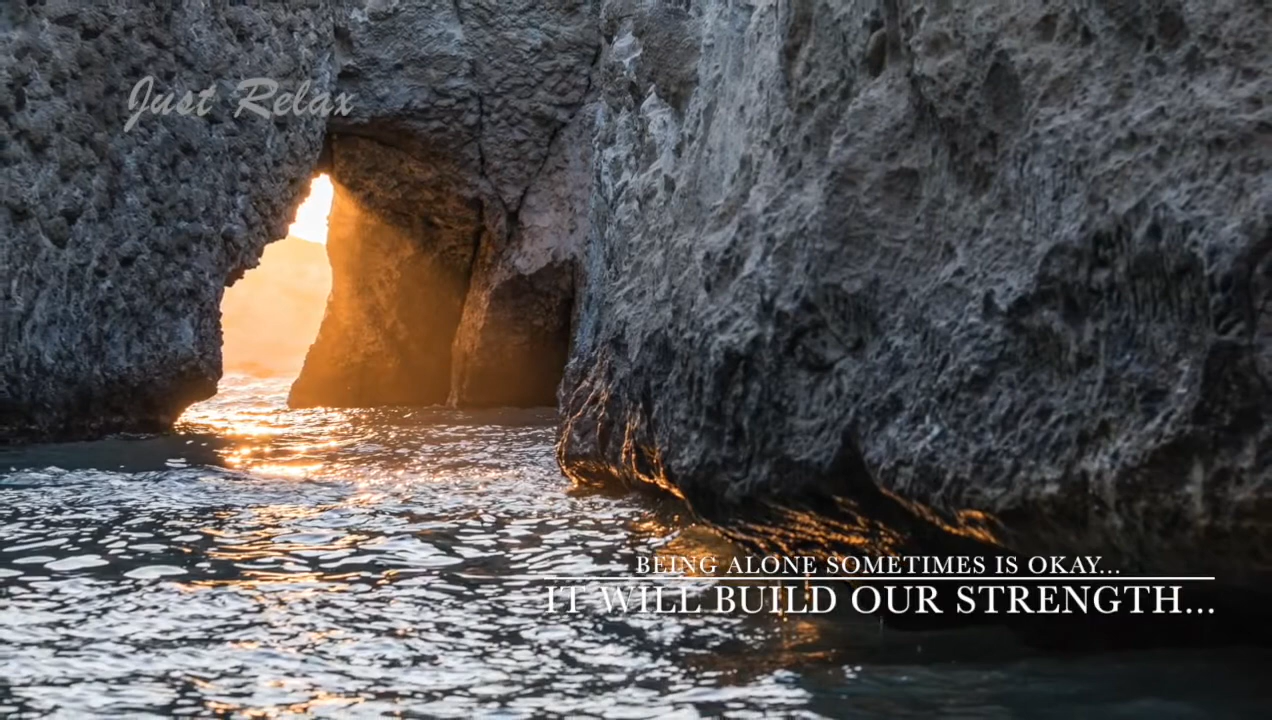 Just Relax
BEING ALONE SOMETIMES IS OKAY...
IT WILL BUILD OUR STRENGTH...